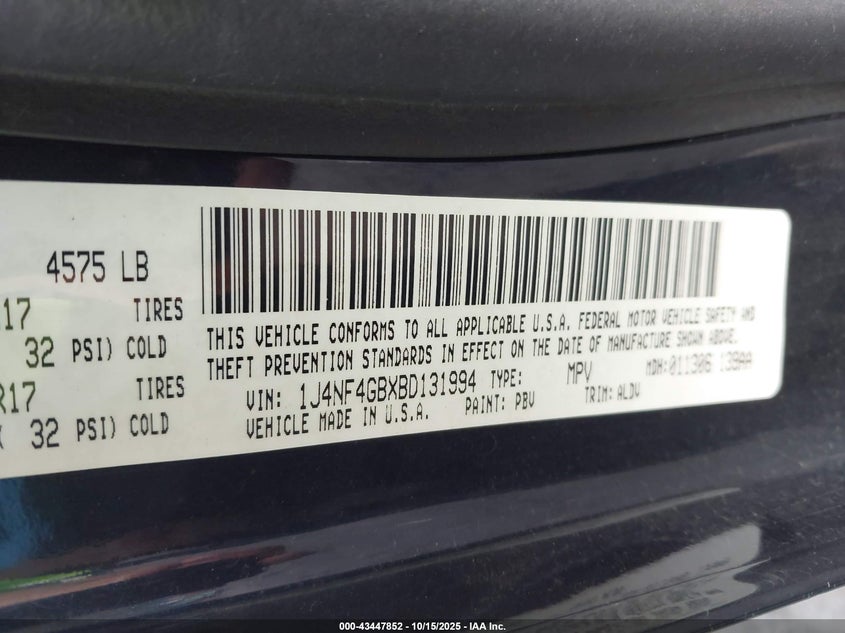 4575 LB
17 TIRES
32 PSI) COLD
R17 TIRES
32 PSI) COLD
THIS VEHICLE CONFORMS TO ALL APPLICABLE U.S.A. FEDERAL MOTOR VEHICLE SAFETY AND
THEFT PREVENTION STANDARDS IN EFFECT ON THE DATE OF MANUFACTURE SHOWN ABOVE.
VIN: 1J4NF4GBXBD131994 TYPE: MPV MDH: 011306 139AA
VEHICLE MADE IN U.S.A. PAINT: PBV TRIM: ALDV
000-43447852 - 10/15/2025 - IAA Inc.